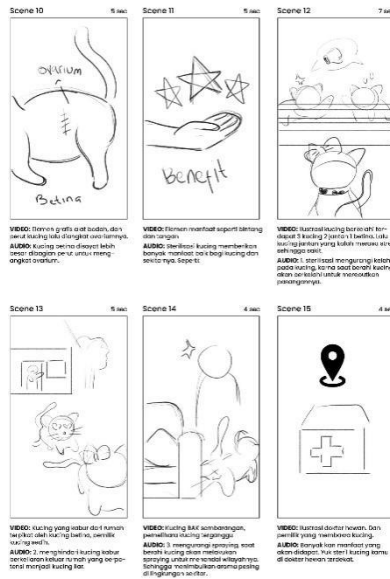 Scene 10
5 sec
Scene 11
5 sec
Scene 12
ovarium
Betina
Benefit
VIDEO: Elemen grafis alat bedah, dan
perut kucing lalu diangkat ovariumnya.
AUDIO: Kucing betina disayat lebih
besar dibagian perut untuk meng-
angkat ovarium.
VIDEO: Elemen manfaat seperti bintang
dan tangan.
AUDIO: Sterilisasi kucing memberikan
banyak manfaat baik bagi kucing dan
sekitarnya. Seperti:
VIDEO: Ilustrasi kucing berkelahi ter-
dapat 3 kucing 2 jantan 1 betina. Lalu
kucing jantan yang kalah merasa stres
sehingga sakit.
AUDIO: 1. sterilisasi mengurangi kelahi
pada kucing, karna saat berahi kucing
akan berkelahi untuk merebutkan
pasangannya.
Scene 13
5 sec
Scene 14
4 sec
Scene 15
VIDEO: Kucing yang kabur dari rumah
terpikat oleh kucing betina, pemilik
kucing sedih.
AUDIO: 2. menghindari kucing kabur
berkeliaran keluar rumah yang berpo-
tensi menjadi kucing liar.
VIDEO: Kucing BAK sembarangan,
pemelihara kucing terganggu
AUDIO: 3. mengurangi spraying, saat
berahi kucing akan melakukan
spraying untuk menandai wilayahnya.
Sehingga menimbulkan aroma pesing
di lingkungan sekitar.
VIDEO: Ilustrasi dokter hewan. Dan
pemilik yang membawa kucing.
AUDIO: Banyak kan manfaat yang
akan didapat. Yuk steril kucing kamu
di dokter hewan terdekat.